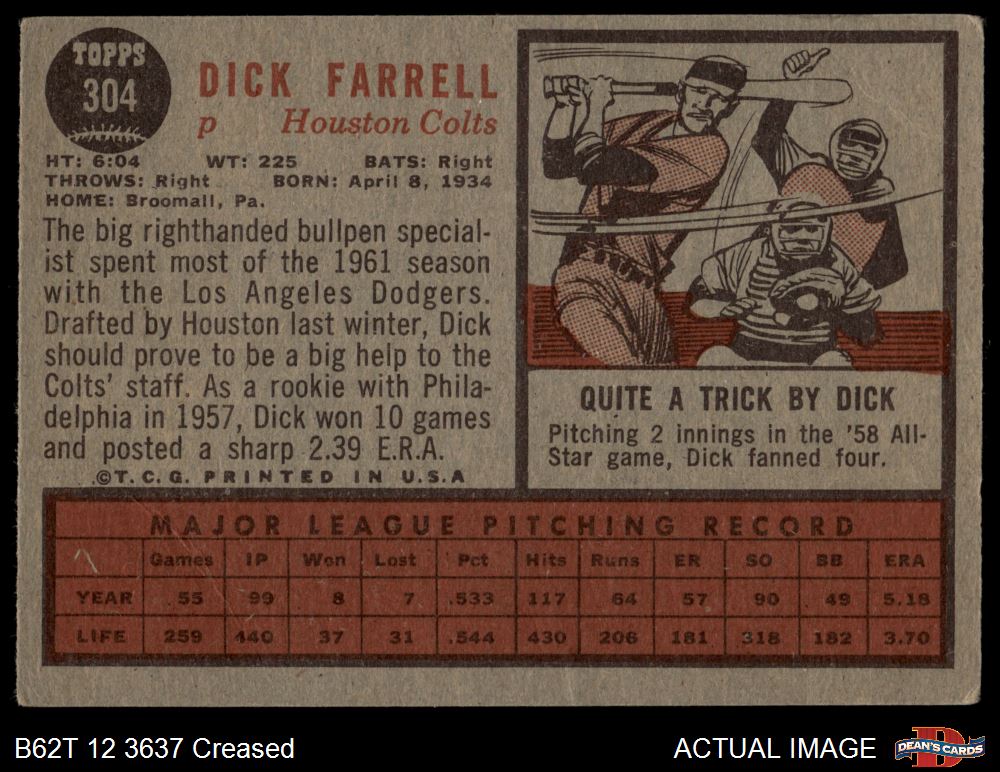 TOPPS
304
DICK FARRELL
p Houston Colts
HT: 6:04 WT: 225 BATS: Right
THROWS: Right BORN: April 8, 1934
HOME: Broomall, Pa.
The big righthanded bullpen special-
ist spent most of the 1961 season
with the Los Angeles Dodgers.
Drafted by Houston last winter, Dick
should prove to be a big help to the
Colts' staff. As a rookie with Phila-
delphia in 1957, Dick won 10 games
and posted a sharp 2.39 E.R.A.
©T. C. G. PRINTED IN U.S.A
QUITE A TRICK BY DICK
Pitching 2 innings in the '58 All-
Star game, Dick fanned four.
MAJOR LEAGUE PITCHING RECORD
Games IP Won Lost Pct Hits Runs ER SO BB ERA
YEAR 55 99 8 7 .533 117 64 57 90 49 5.18
LIFE 259 440 37 31 .544 430 206 181 318 182 3.70
B62T 12 3637 Creased
ACTUAL IMAGE
DEAN'S CARDS